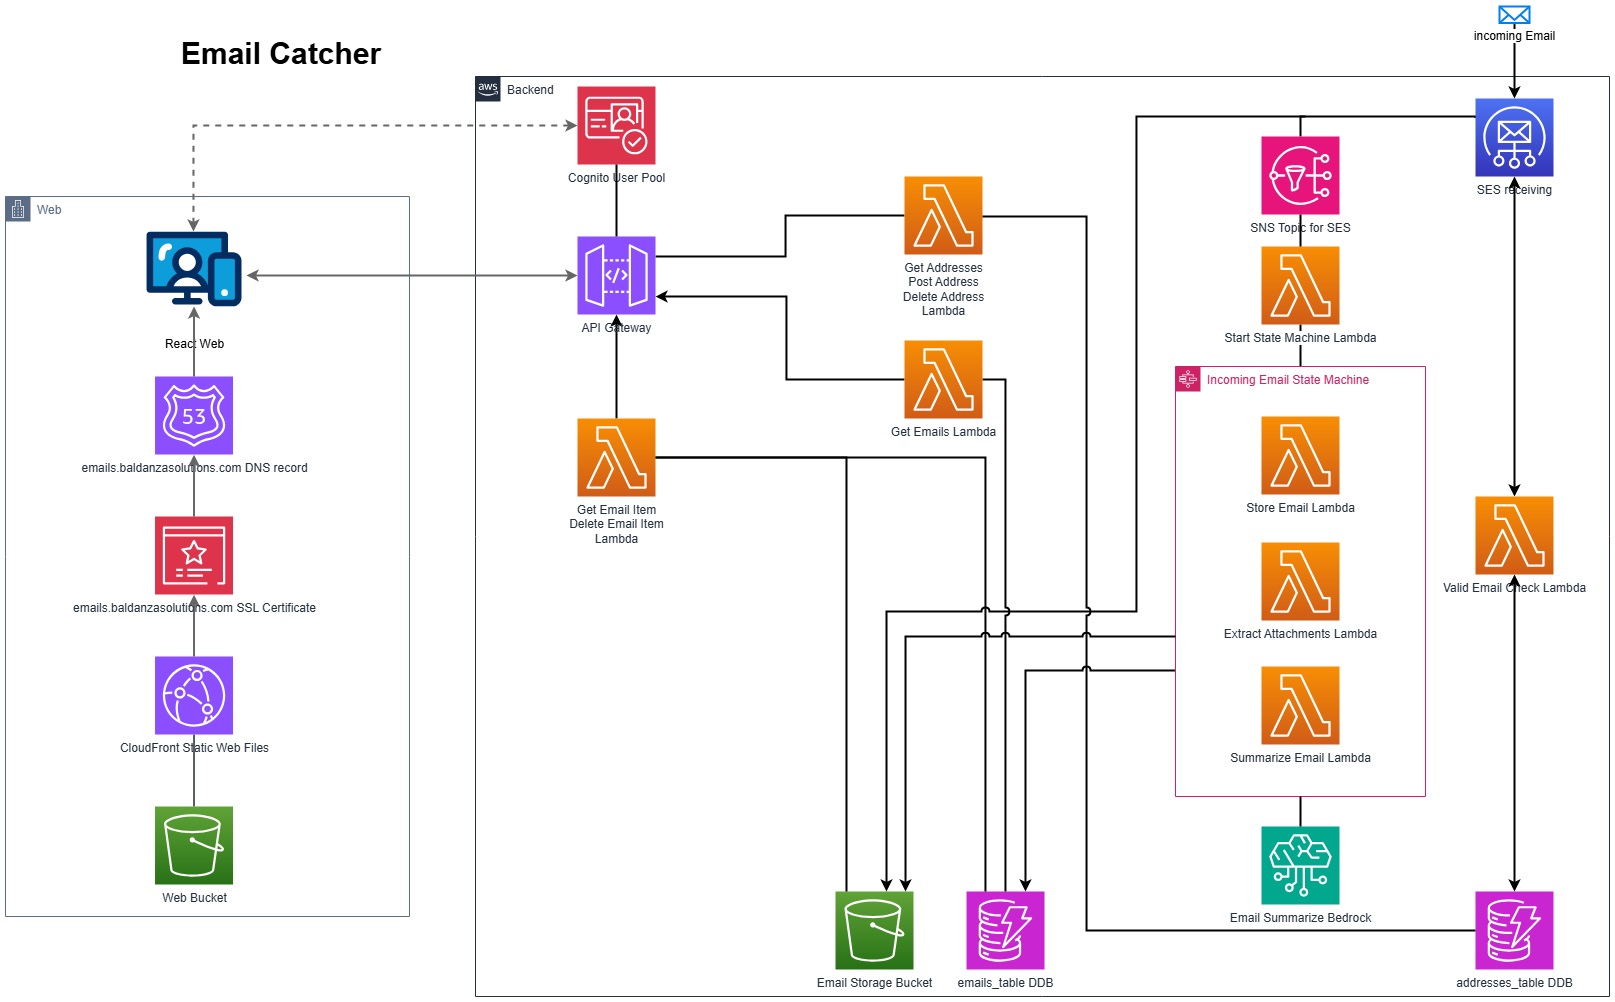 incoming Email
Email Catcher
aws
Backend
Cognito User Pool
SES receiving
Web
SNS Topic for SES
Get Addresses
Post Address
Delete Address
Lambda
</>
API Gateway
React Web
Start State Machine Lambda
Incoming Email State Machine
53
Get Emails Lambda
emails.baldanzasolutions.com DNS record
Get Email Item
Delete Email Item
Lambda
Store Email Lambda
Valid Email Check Lambda
emails.baldanzasolutions.com SSL Certificate
Extract Attachments Lambda
CloudFront Static Web Files
Summarize Email Lambda
Web Bucket
Email Summarize Bedrock
Email Storage Bucket
emails_table DDB
addresses_table DDB